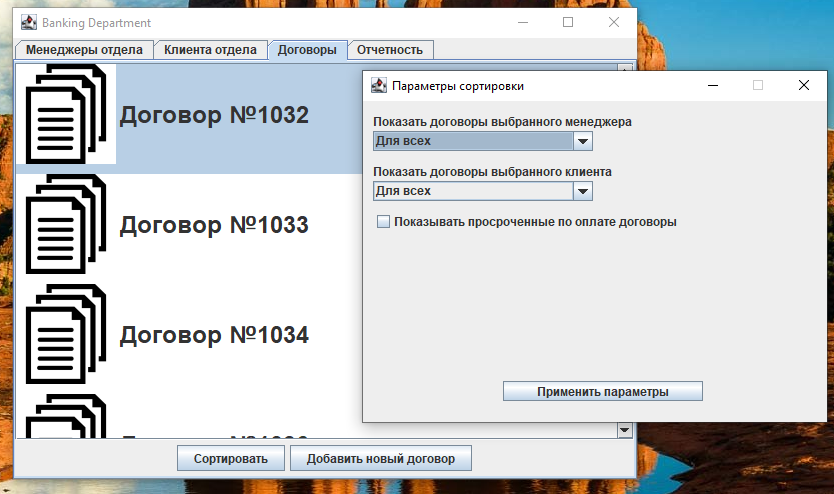 Banking Department
Менеджеры отдела
Клиента отдела
Договоры
Отчетность
Договор №1032
Договор №1033
Договор №1034
Сортировать
Добавить новый договор
Параметры сортировки
Показать договоры выбранного менеджера
Для всех
Показать договоры выбранного клиента
Для всех
Показывать просроченные по оплате договоры
Применить параметры